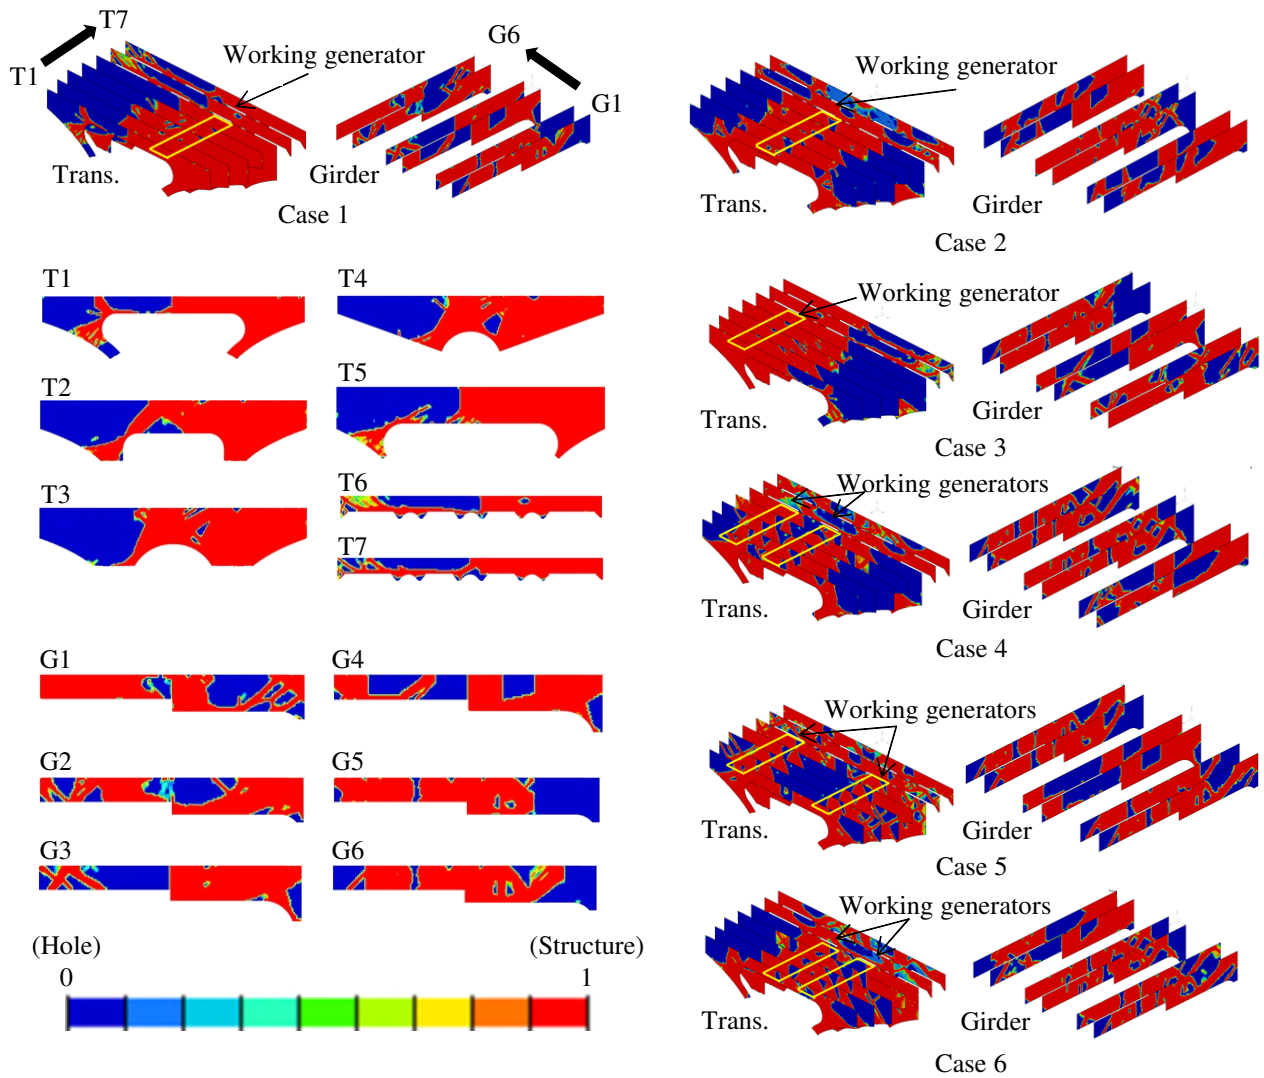 T7
T1
Working generator
G6
G1
Trans.
Girder
Case 1
T1
T4
T2
T5
T3
T6
T7
G1
G4
G2
G5
G3
G6
(Hole)
(Structure)
0
1
Working generator
Trans.
Girder
Case 2
Working generator
Trans.
Girder
Case 3
Working generators
Trans.
Girder
Case 4
Working generators
Trans.
Girder
Case 5
Working generators
Trans.
Girder
Case 6